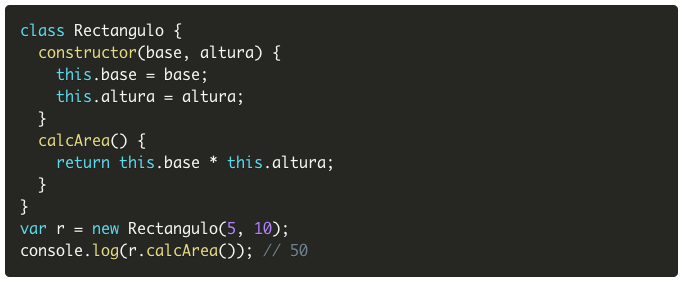 class Rectangulo {
  constructor(base, altura) {
    this.base = base;
    this.altura = altura;
  }
  calcArea() {
    return this.base * this.altura;
  }
}
var r = new Rectangulo(5, 10);
console.log(r.calcArea()); // 50